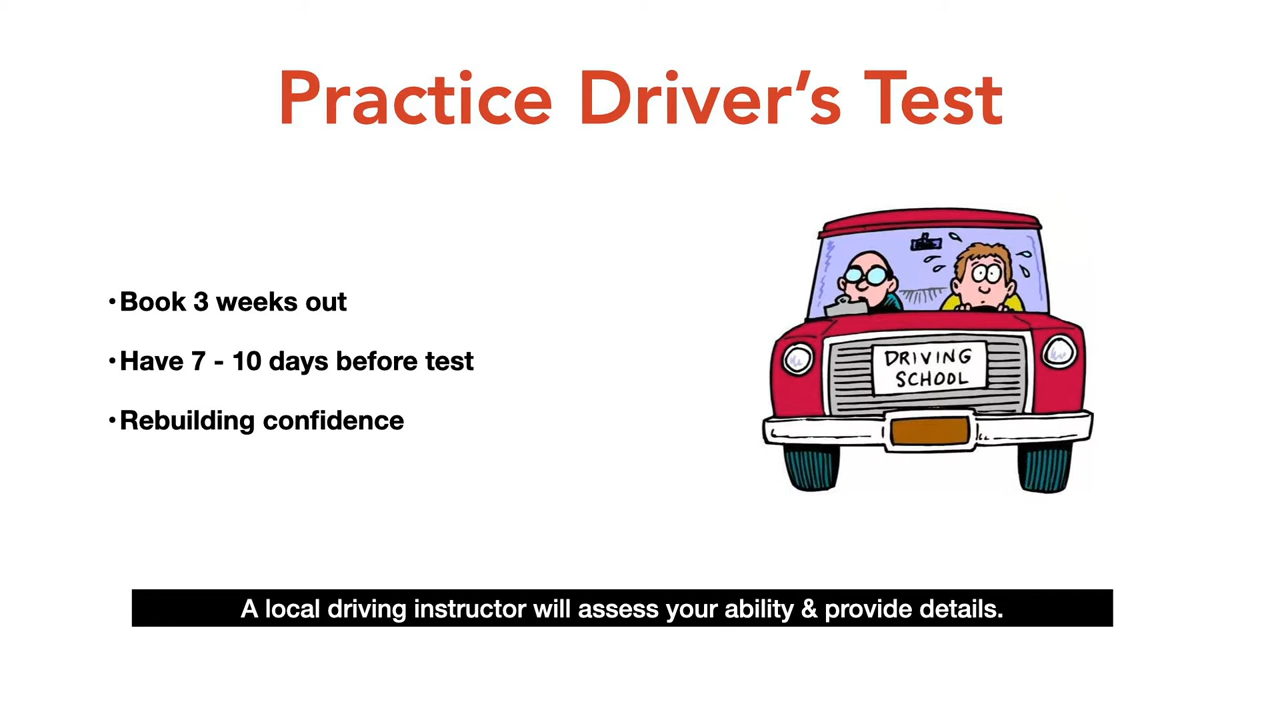 Practice Driver’s Test
•Book 3 weeks out
•Have 7 - 10 days before test
•Rebuilding confidence
DRIVING
SCHOOL
A local driving instructor will assess your ability & provide details.